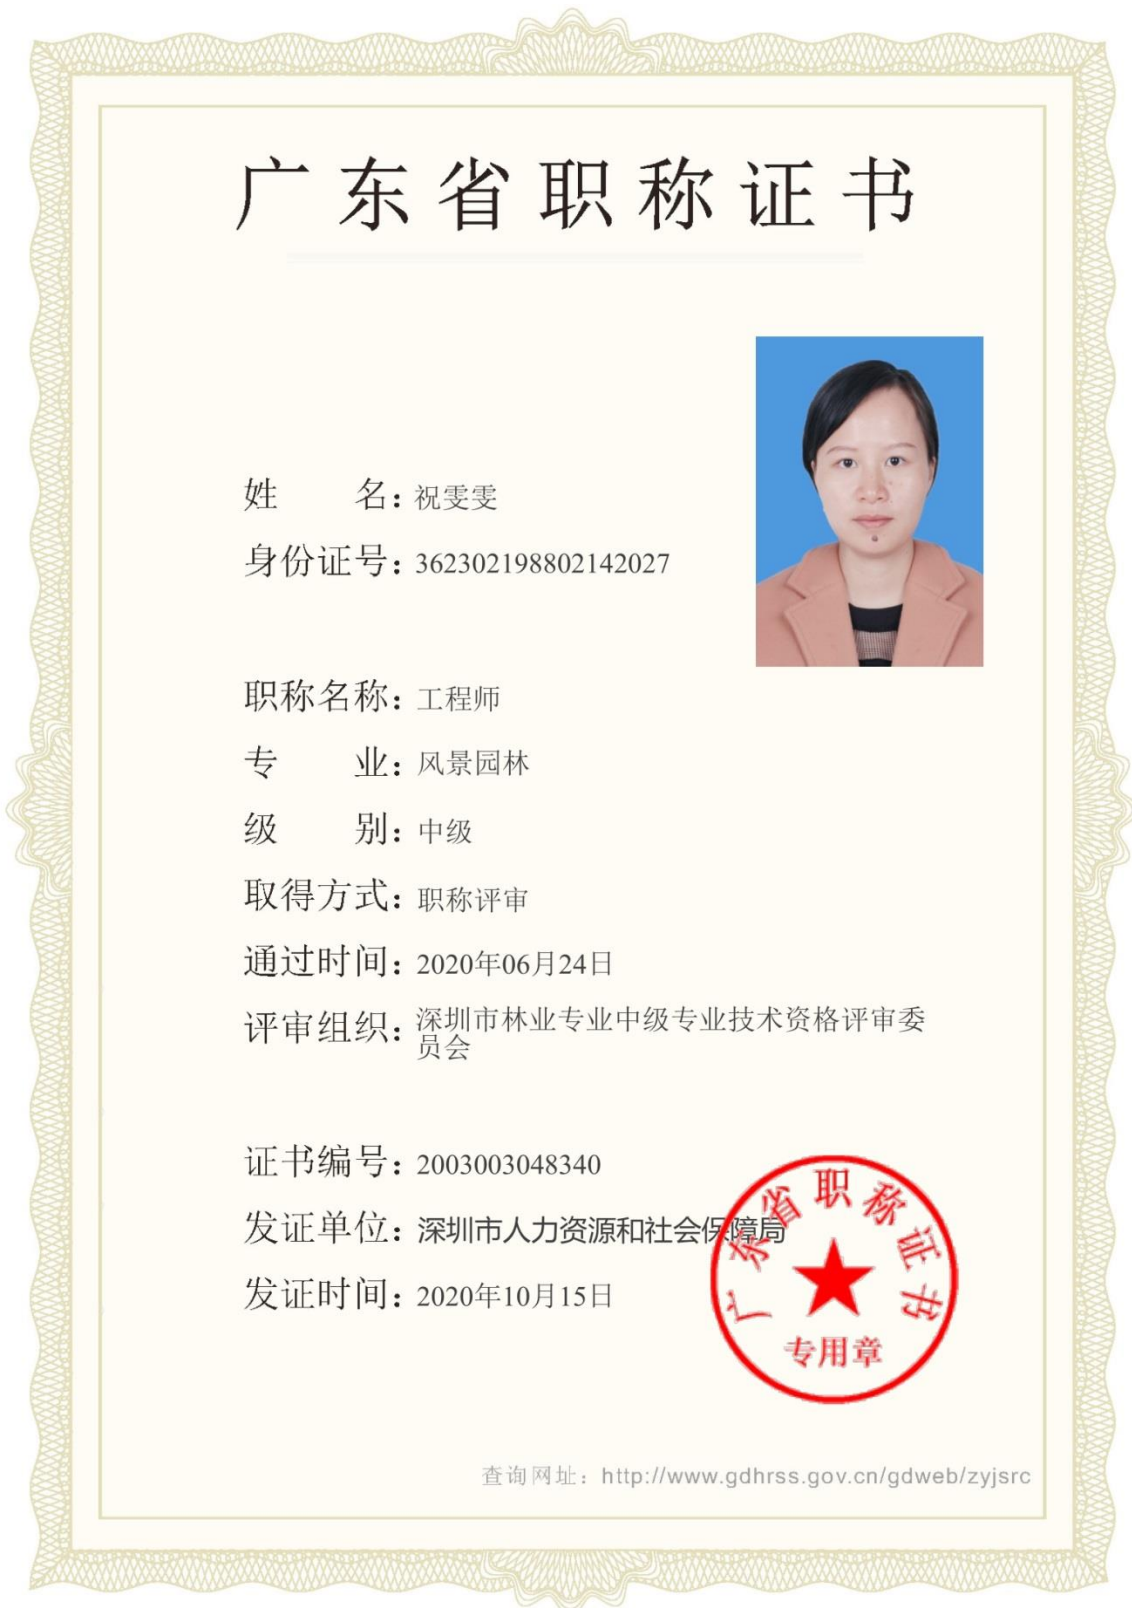 广东省职称证书
姓 名：祝雯雯
身份证号：362302198802142027
职称名称：工程师
专 业：风景园林
级 别：中级
取得方式：职称评审
通过时间：2020年06月24日
评审组织：深圳市林业专业中级专业技术资格评审委
员会
证书编号：2003003048340
发证单位：深圳市人力资源和社会保障局
发证时间：2020年10月15日
广东省职称证书
专用章
查询网址：http://www.gdhrss.gov.cn/gdweb/zyjsrc